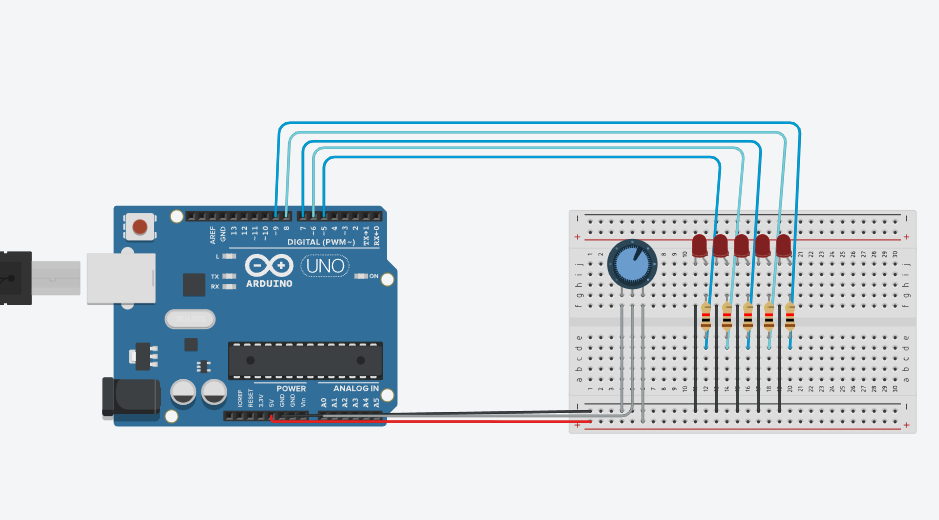 AREF
GND
13
12
~11
~10
~9
8
7
~6
~5
4
~3
2
TX→1
RX←0
DIGITAL (PWM~)
L
TX
RX
UNO
ARDUINO
ON
POWER
ANALOG IN
IOREF
RESET
3.3V
5V
GND
GND
Vin
A0
A1
A2
A3
A4
A5
j
i
h
g
f
e
d
c
b
a